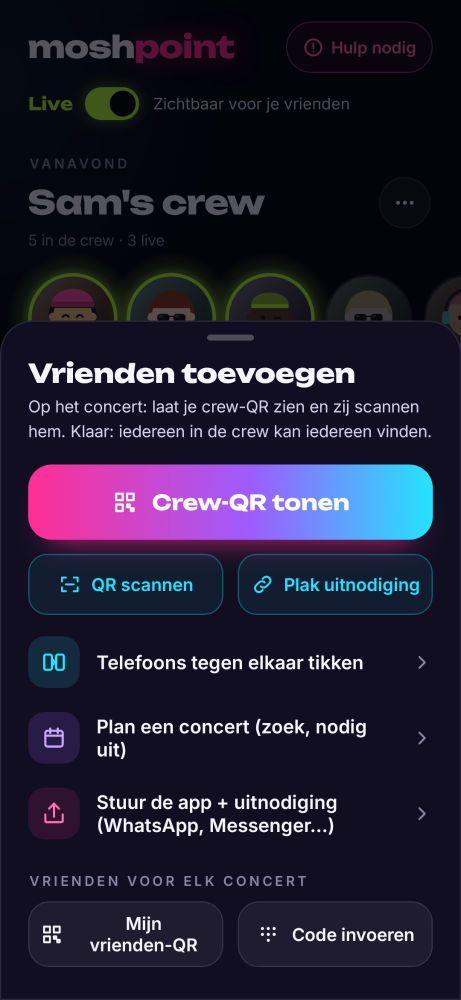 moshpoint
Hulp nodig
Live
Zichtbaar voor je vrienden
VANAVOND
Sam's crew
5 in de crew · 3 live
Vrienden toevoegen
Op het concert: laat je crew-QR zien en zij scannen
hem. Klaar: iedereen in de crew kan iedereen vinden.
Crew-QR tonen
QR scannen
Plak uitnodiging
Telefoons tegen elkaar tikken
Plan een concert (zoek, nodig
uit)
Stuur de app + uitnodiging
(WhatsApp, Messenger...)
VRIENDEN VOOR ELK CONCERT
Mijn
vrienden-QR
Code invoeren